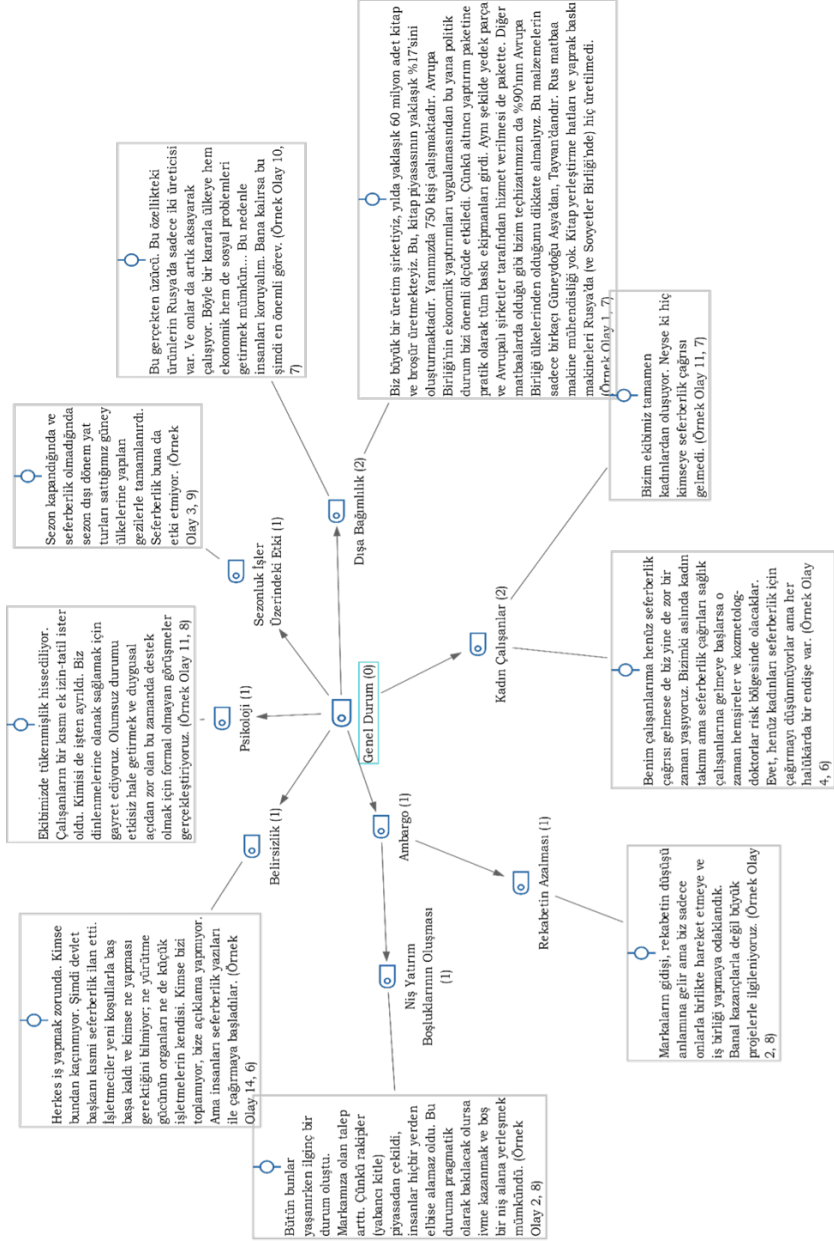 Herkes iş yapmak zorunda. Kimse
bundan kaçınmıyor. Şimdi devlet
başkanı kısmi seferberlik ilan etti.
İşletmeciler yeni koşullarla baş
başa kaldı ve kimse ne yapması
gerektiğini bilmiyor; ne yürütme
gücünün organları ne de küçük
işletmelerin kendisi. Kimse bizi
toplamıyor, bize açıklama yapmıyor.
Ama insanları seferberlik yazıları
ile çağırmaya başladılar. (Örnek
Olay 14, 6)
Ekibimizde tükenmişlik hissediliyor.
Çalışanların bir kısmı ek izin-tatil ister
oldu. Kimisi de işten ayrıldı. Biz
dinlenmelerine olanak sağlamak için
gayret ediyoruz. Olumsuz durumu
etkisiz hale getirmek ve duygusal
açıdan zor olan bu zamanda destek
olmak için formal olmayan görüşmeler
gerçekleştiriyoruz. (Örnek Olay 11, 8)
Sezon kapandığında ve
seferberlik olmadığında
sezon dışı dönem yat
turları sattığımız güney
ülkelerine yapılan
gezilerle tamamlanırdı.
Seferberlik buna da
etki etmiyor. (Örnek
Olay 3, 9)
Bu gerçekten üzücü. Bu özellikteki
ürünlerin Rusya'da sadece iki üreticisi
var. Ve onlar da artık aksayarak
çalışıyor. Böyle bir kararla ülkeye hem
ekonomik hem de sosyal problemleri
getirmek mümkün... Bu nedenle
insanları koruyalım. Bana kalırsa bu
şimdi en önemli görev. (Örnek Olay 10,
7)
Bütün bunlar
yaşanırken ilginç bir
durum oluştu.
Markamıza olan talep
arttı. Çünkü rakipler
(yabancı kitle)
piyasadan çekildi,
insanlar hiçbir yerden
elbise alamaz oldu. Bu
duruma pragmatik
olarak bakılacak olursa
ivme kazanmak ve boş
bir niş alana yerleşmek
mümkündü. (Örnek
Olay 2, 8)
Belirsizlik (1)
Psikoloji (1)
Sezonluk İşler
Üzerindeki Etki (1)
Genel Durum (0)
Dışa Bağımlılık (2)
Niş Yatırım
Boşluklarının Oluşması
(1)
Ambargo (1)
Rekabetin Azalması (1)
Kadın Çalışanlar (2)
Biz büyük bir üretim şirketiyiz, yılda yaklaşık 60 milyon adet kitap
ve broşür üretmekteyiz. Bu, kitap piyasasının yaklaşık %17'sini
oluşturmaktadır. Yanımızda 750 kişi çalışmaktadır. Avrupa
Birliği'nin ekonomik yaptırımları uygulamasından bu yana politik
durum bizi önemli ölçüde etkiledi. Çünkü altıncı yaptırım paketine
pratik olarak tüm baskı ekipmanları girdi. Aynı şekilde yedek parça
ve Avrupalı şirketler tarafından hizmet verilmesi de pakette. Diğer
matbaalarda olduğu gibi bizim teçhizatımızın da %90'ının Avrupa
Birliği ülkelerinden olduğunu dikkate almalıyız. Bu malzemelerin
sadece birkaçı Güneydoğu Asya'dan, Tayvan'dandır. Rus matbaa
makine mühendisliği yok. Kitap yerleştirme hatları ve yaprak baskı
makineleri Rusya'da (ve Sovyetler Birliği'nde) hiç üretilmedi.
(Örnek Olay 1, 7)
Markaların gidişi, rekabetin düşüşü
anlamına gelir ama biz sadece
onlarla birlikte hareket etmeye ve
iş birliği yapmaya odaklandık.
Banal kazançlarla değil büyük
projelerle ilgileniyoruz. (Örnek Olay
2, 8)
Benim çalışanlarıma henüz seferberlik
çağrısı gelmese de biz yine de zor bir
zaman yaşıyoruz. Bizinki aslında kadın
takımı ama seferberlik çağrıları sağlık
çalışanlarına gelmeye başlarsa o
zaman hemşireler ve kozmetolog-
doktorlar risk bölgesinde olacaklar.
Evet, henüz kadınları seferberlik için
çağırmayı düşünmüyorlar ama her
halükârda bir endişe var. (Örnek Olay
4, 6)
Bizim ekibimiz tamamen
kadınlardan oluşuyor. Neyse ki hiç
kimseye seferberlik çağrısı
gelmedi. (Örnek Olay 11, 7)